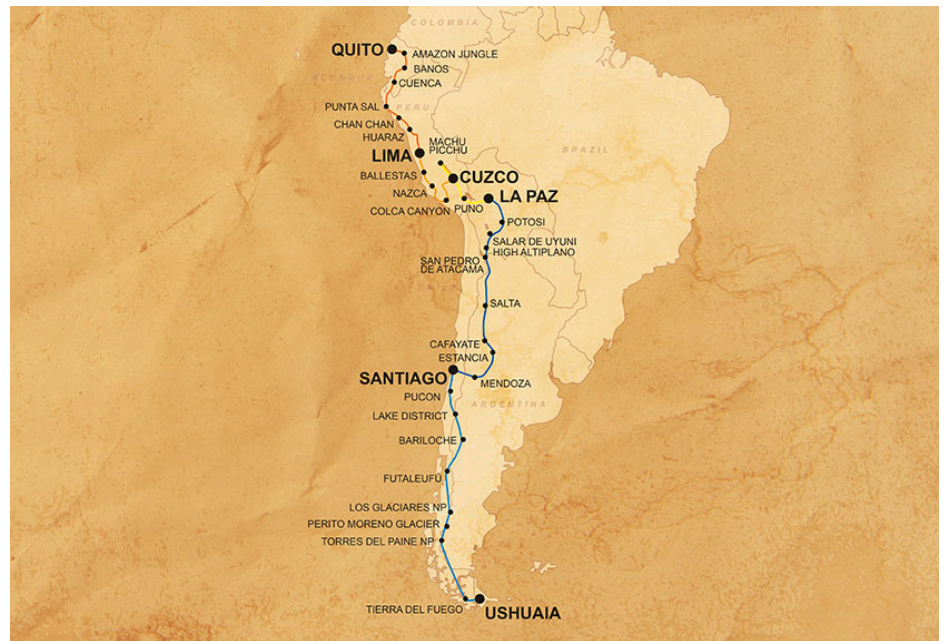 COLOMBIA
QUITO
AMAZON JUNGLE
BANOS
ECUADOR
CUENCA
PUNTA SAL
PERU
CHAN CHAN
HUARAZ
MACHU
PICCHU
BRAZIL
LIMA
BALLESTAS
CUZCO
NAZCA
LA PAZ
COLCA CANYON
PUNO
POTOSI
SALAR DE UYUNI
HIGH ALTIPLANO
SAN PEDRO
DE ATACAMA
SALTA
CAFAYATE
ESTANCIA
SANTIAGO
MENDOZA
PUCON
ARGENTINA
LAKE DISTRICT
BARILOCHE
FUTALEUFÚ
LOS GLACIARES NP
PERITO MORENO GLACIER
TORRES DEL PAINE NP
TIERRA DEL FUEGO
USHUAIA